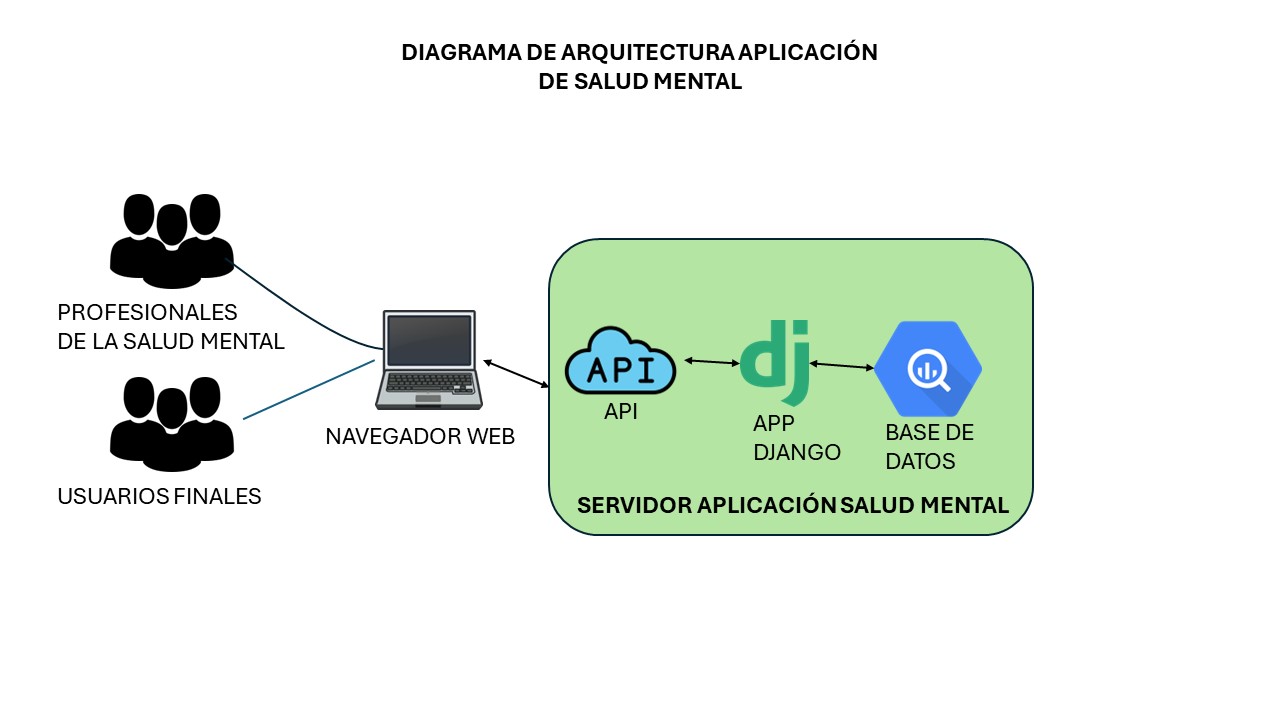 DIAGRAMA DE ARQUITECTURA APLICACIÓN
DE SALUD MENTAL
PROFESIONALES
DE LA SALUD MENTAL
USUARIOS FINALES
NAVEGADOR WEB
API
API
dj
APP
DJANGO
BASE DE
DATOS
SERVIDOR APLICACIÓN SALUD MENTAL